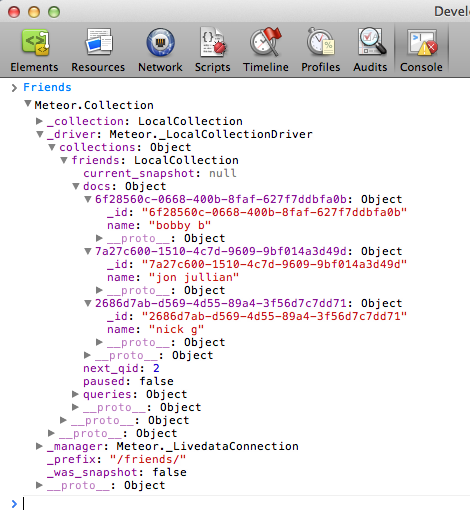 Develo
Elements Resources Network Scripts Timeline Profiles Audits Console
> Friends
▼Meteor.Collection
▶_collection: LocalCollection
▼_driver: Meteor._LocalCollectionDriver
▼collections: Object
▼friends: LocalCollection
current_snapshot: null
▼docs: Object
▼6f28560c-0668-400b-8faf-627f7ddbfa0b: Object
_id: "6f28560c-0668-400b-8faf-627f7ddbfa0b"
name: "bobby b"
▶__proto__: Object
▼7a27c600-1510-4c7d-9609-9bf014a3d49d: Object
_id: "7a27c600-1510-4c7d-9609-9bf014a3d49d"
name: "jon jullian"
▶__proto__: Object
▼2686d7ab-d569-4d55-89a4-3f56d7c7dd71: Object
_id: "2686d7ab-d569-4d55-89a4-3f56d7c7dd71"
name: "nick g"
▶__proto__: Object
▶__proto__: Object
next_qid: 2
paused: false
▶queries: Object
▶__proto__: Object
▶__proto__: Object
▶__proto__: Object
▶_manager: Meteor._LivedataConnection
_prefix: "/friends/"
_was_snapshot: false
▶__proto__: Object
>